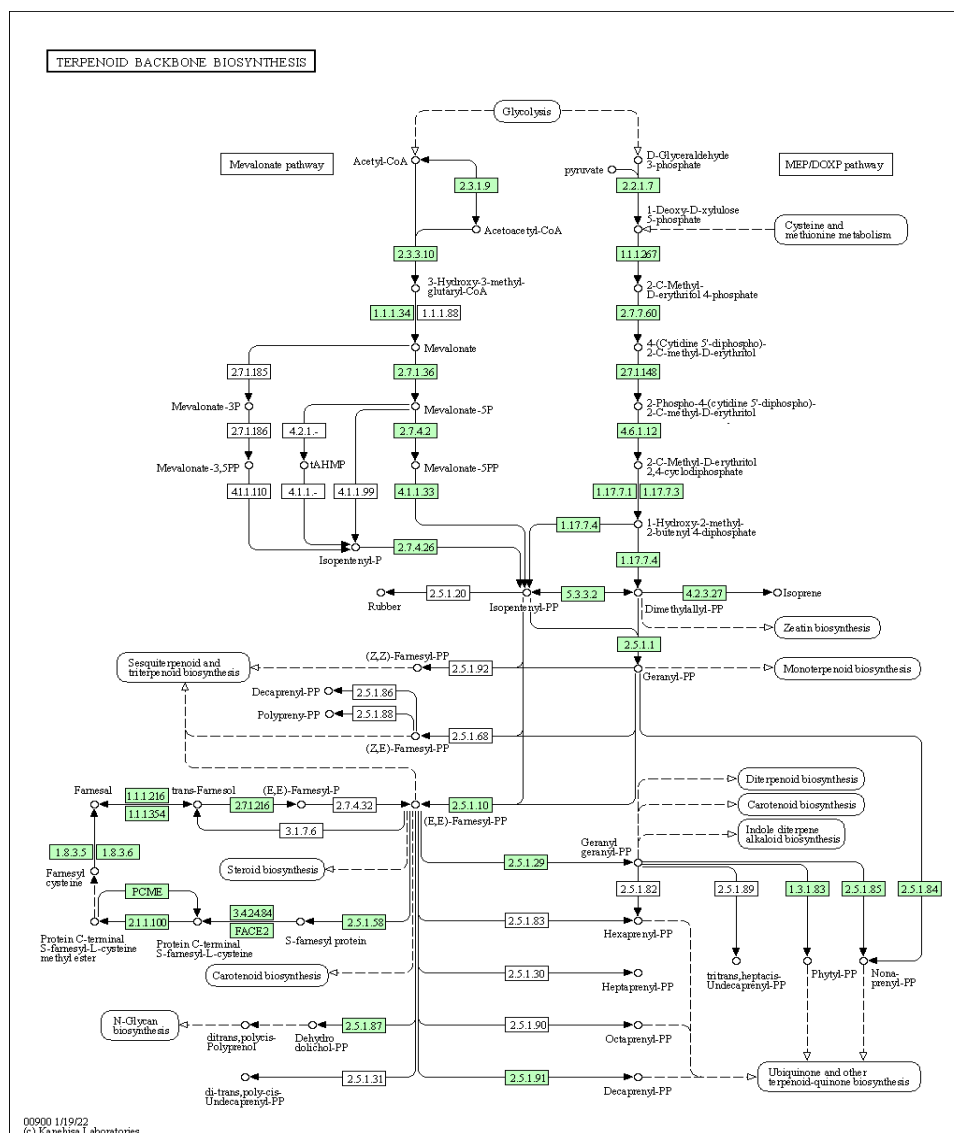 TERPENOID BACKBONE BIOSYNTHESIS
Glycolysis
Mevalonate pathway
Acetyl-CoA
D-Glyceraldehyde
3-phosphate
MEP/DOXP pathway
pyruvate
2.3.1.9
2.2.1.7
Acetoacetyl-CoA
1-Deoxy-D-xylulose
5-phosphate
Cysteine and
methionine metabolism
2.3.3.10
1.1.1.267
3-Hydroxy-3-methyl-
glutaryl-CoA
2-C-Methyl-
D-erythritol 4-phosphate
1.1.1.34
1.1.1.88
2.7.7.60
Mevalonate
4-(Cytidine 5'-diphospho)-
2-C-methyl-D-erythritol
2.7.1.185
2.7.1.36
2.7.1.148
Mevalonate-3P
Mevalonate-5P
2-Phospho-4-(cytidine 5'-diphospho)-
2-C-methyl-D-erythritol
2.7.1.186
4.2.1.-
2.7.4.2
4.6.1.12
Mevalonate-3,5PP
tAHMP
Mevalonate-5PP
2-C-Methyl-D-erythritol
2,4-cyclodiphosphate
4.1.1.110
4.1.1.-
4.1.1.99
4.1.1.33
1.17.7.1
1.17.7.3
1.17.7.4
1-Hydroxy-2-methyl-
2-butenyl 4-diphosphate
Isopentenyl-P
2.7.4.26
1.17.7.4
Rubber
2.5.1.20
Isopentenyl-PP
5.3.3.2
Dimethylallyl-PP
4.2.3.27
Isoprene
Zeatin biosynthesis
2.5.1.1
Sesquiterpenoid and
triterpenoid biosynthesis
(Z,Z)-Farnesyl-PP
2.5.1.92
Geranyl-PP
Monoterpenoid biosynthesis
Decaprenyl-PP
2.5.1.86
Polypreny-PP
2.5.1.88
(Z,E)-Farnesyl-PP
2.5.1.68
Diterpenoid biosynthesis
Farnesal
1.1.1.216
1.1.1.354
trans-Farnesol
2.7.1.216
(E,E)-Farnesyl-P
2.7.4.32
(E,E)-Farnesyl-PP
2.5.1.10
Carotenoid biosynthesis
3.1.7.6
Indole diterpene
alkaloid biosynthesis
1.8.3.5
1.8.3.6
Farnesyl
cysteine
Steroid biosynthesis
2.5.1.29
Geranyl
geranyl-PP
PCME
2.5.1.82
2.5.1.89
1.3.1.83
2.5.1.85
2.5.1.84
2.1.1.100
3.4.24.84
FACE2
2.5.1.58
2.5.1.83
Hexaprenyl-PP
Protein C-terminal
S-farnesyl-L-cysteine
methyl ester
Protein C-terminal
S-farnesyl-L-cysteine
S-farnesyl protein
Carotenoid biosynthesis
2.5.1.30
Heptaprenyl-PP
tritrans,heptacis-
Undecaprenyl-PP
Phytyl-PP
Nona-
prenyl-PP
N-Glycan
biosynthesis
ditrans,polycis-
Polyprenol
Dehydro
dolichol-PP
2.5.1.87
2.5.1.90
Octaprenyl-PP
di-trans,poly-cis-
Undecaprenyl-PP
2.5.1.31
2.5.1.91
Decaprenyl-PP
Ubiquinone and other
terpenoid-quinone biosynthesis
00900 1/19/22
(c) Kanehisa Laboratories